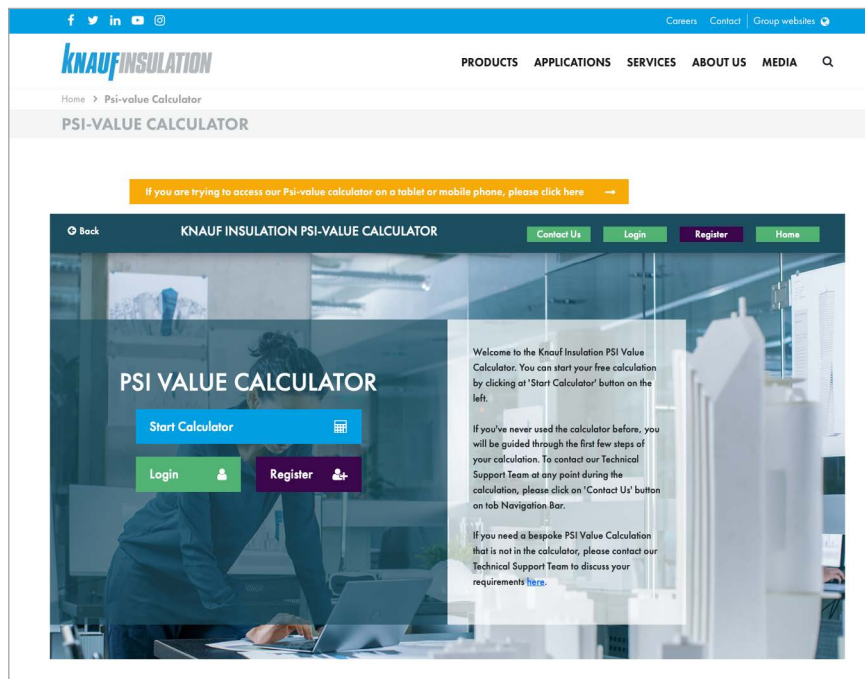 Careers Contact Group websites
KNAUFINSULATION
PRODUCTS APPLICATIONS SERVICES ABOUT US MEDIA
Home > Psi-value Calculator
PSI-VALUE CALCULATOR
If you are trying to access our Psi-value calculator on a tablet or mobile phone, please click here →
Back KNAUF INSULATION PSI-VALUE CALCULATOR Contact Us Login Register Home
PSI VALUE CALCULATOR
Start Calculator
Login Register
Welcome to the Knauf Insulation PSI Value
Calculator. You can start your free calculation
by clicking at 'Start Calculator' button on the
left.
If you've never used the calculator before, you
will be guided through the first few steps of
your calculation. To contact our Technical
Support Team at any point during the
calculation, please click on 'Contact Us' button
on tob Navigation Bar.
If you need a bespoke PSI Value Calculation
that is not in the calculator, please contact our
Technical Support Team to discuss your
requirements here.